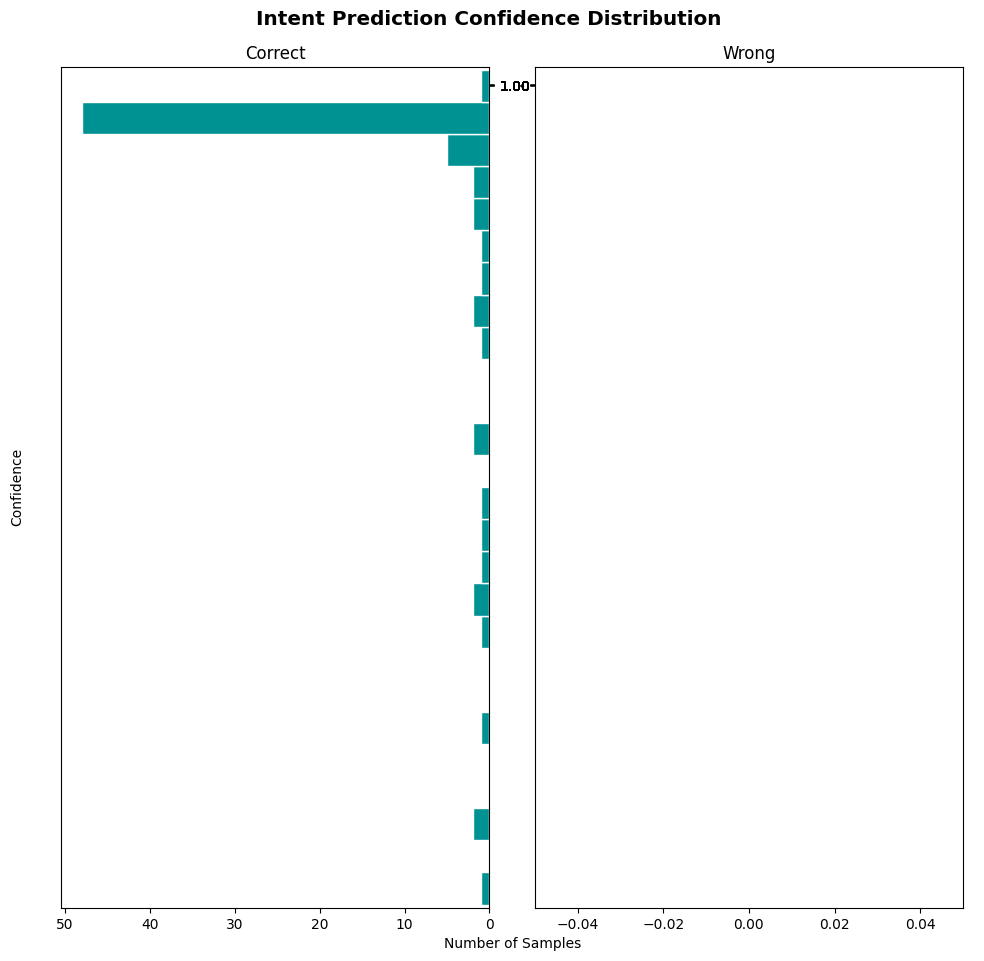 Intent Prediction Confidence Distribution
Correct
Wrong
1.00
Confidence
50 40 30 20 10 0
−0.04 −0.02 0.00 0.02 0.04
Number of Samples